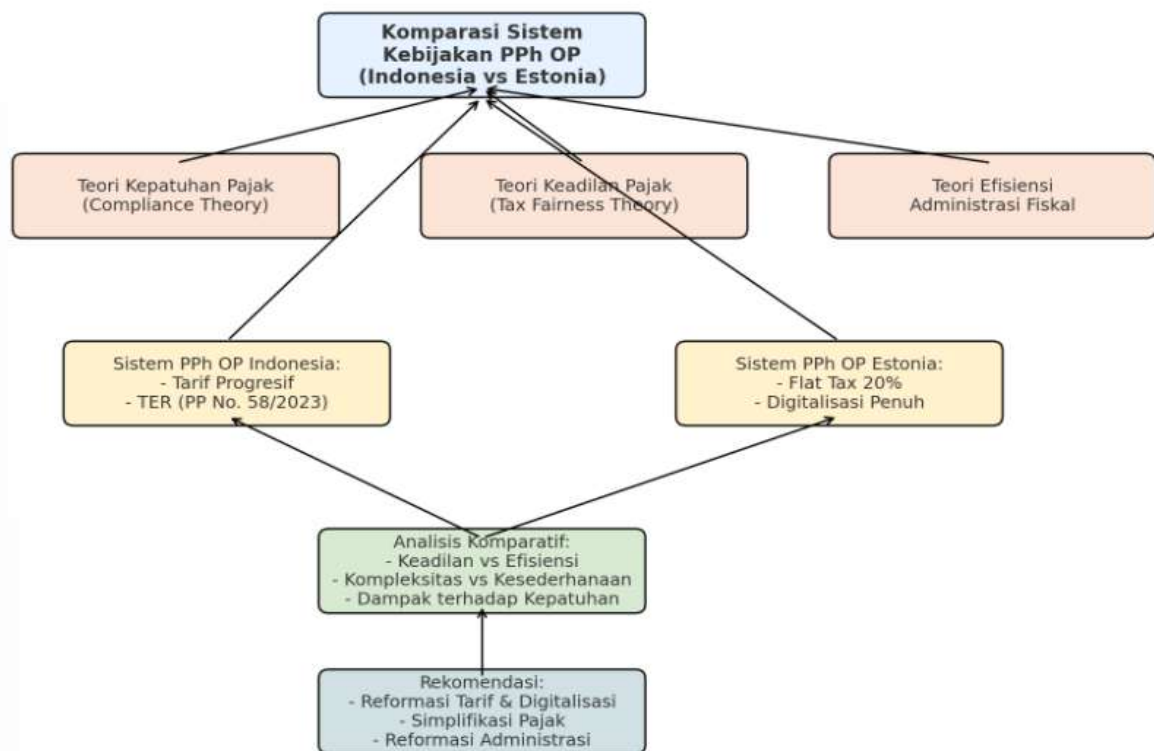 Komparasi Sistem
Kebijakan PPh OP
(Indonesia vs Estonia)
Teori Kepatuhan Pajak
(Compliance Theory)
Teori Keadilan Pajak
(Tax Fairness Theory)
Teori Efisiensi
Administrasi Fiskal
Sistem PPh OP Indonesia:
- Tarif Progresif
- TER (PP No. 58/2023)
Sistem PPh OP Estonia:
- Flat Tax 20%
- Digitalisasi Penuh
Analisis Komparatif:
- Keadilan vs Efisiensi
- Kompleksitas vs Kesederhanaan
- Dampak terhadap Kepatuhan
Rekomendasi:
- Reformasi Tarif & Digitalisasi
- Simplifikasi Pajak
- Reformasi Administrasi